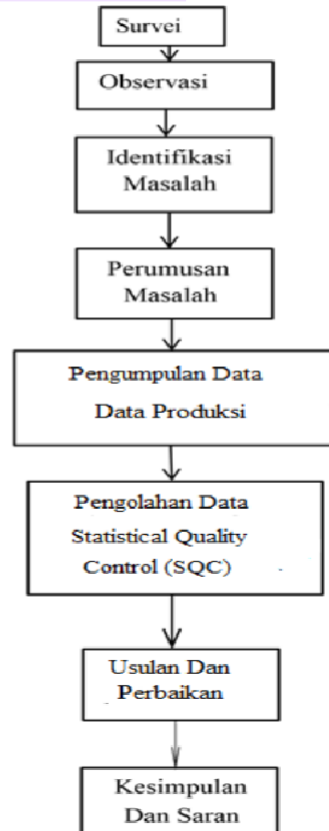 Survei
Observasi
Identifikasi
Masalah
Perumusan
Masalah
Pengumpulan Data
Data Produksi
Pengolahan Data
Statistical Quality
Control (SQC)
Usulan Dan
Perbaikan
Kesimpulan
Dan Saran